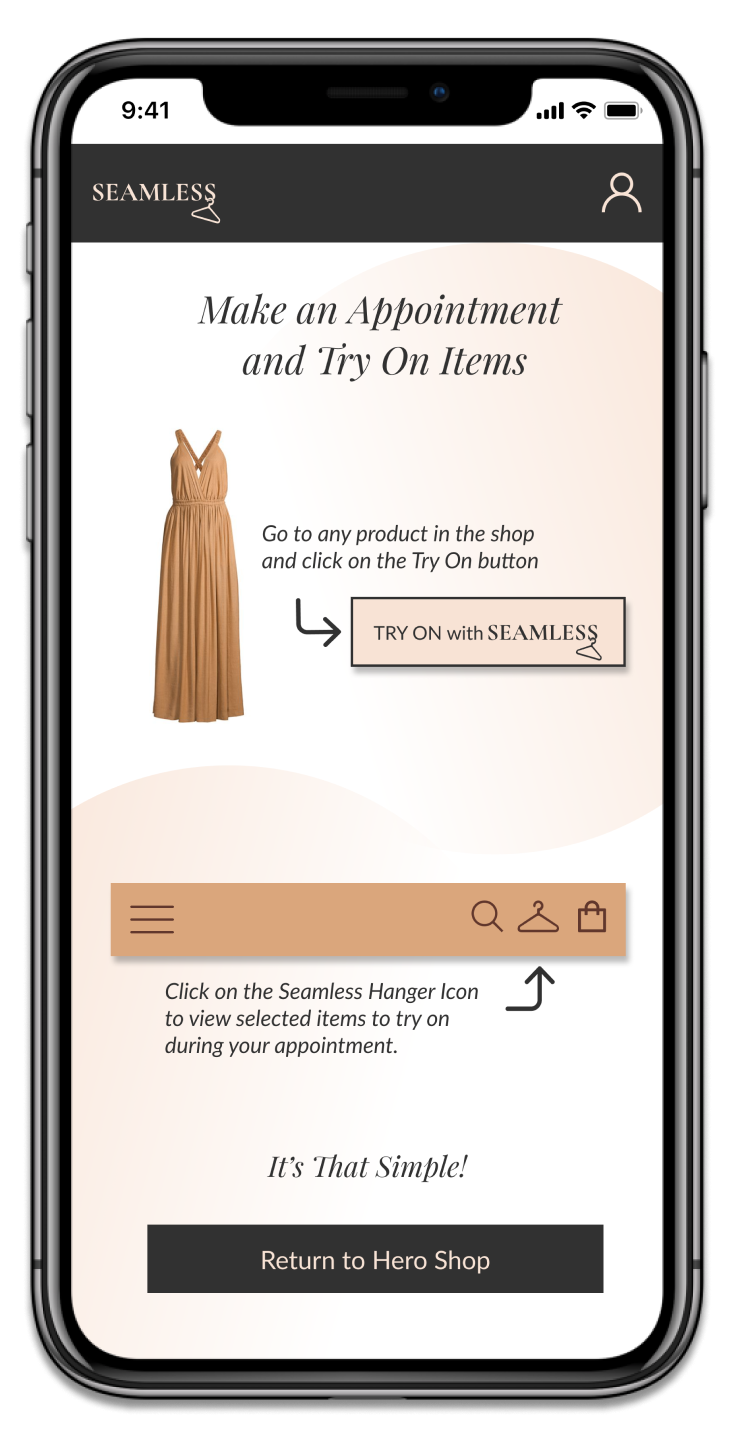 9:41
SEAMLESS
Make an Appointment
and Try On Items
Go to any product in the shop
and click on the Try On button
TRY ON with SEAMLESS
Click on the Seamless Hanger Icon
to view selected items to try on
during your appointment.
It's That Simple!
Return to Hero Shop